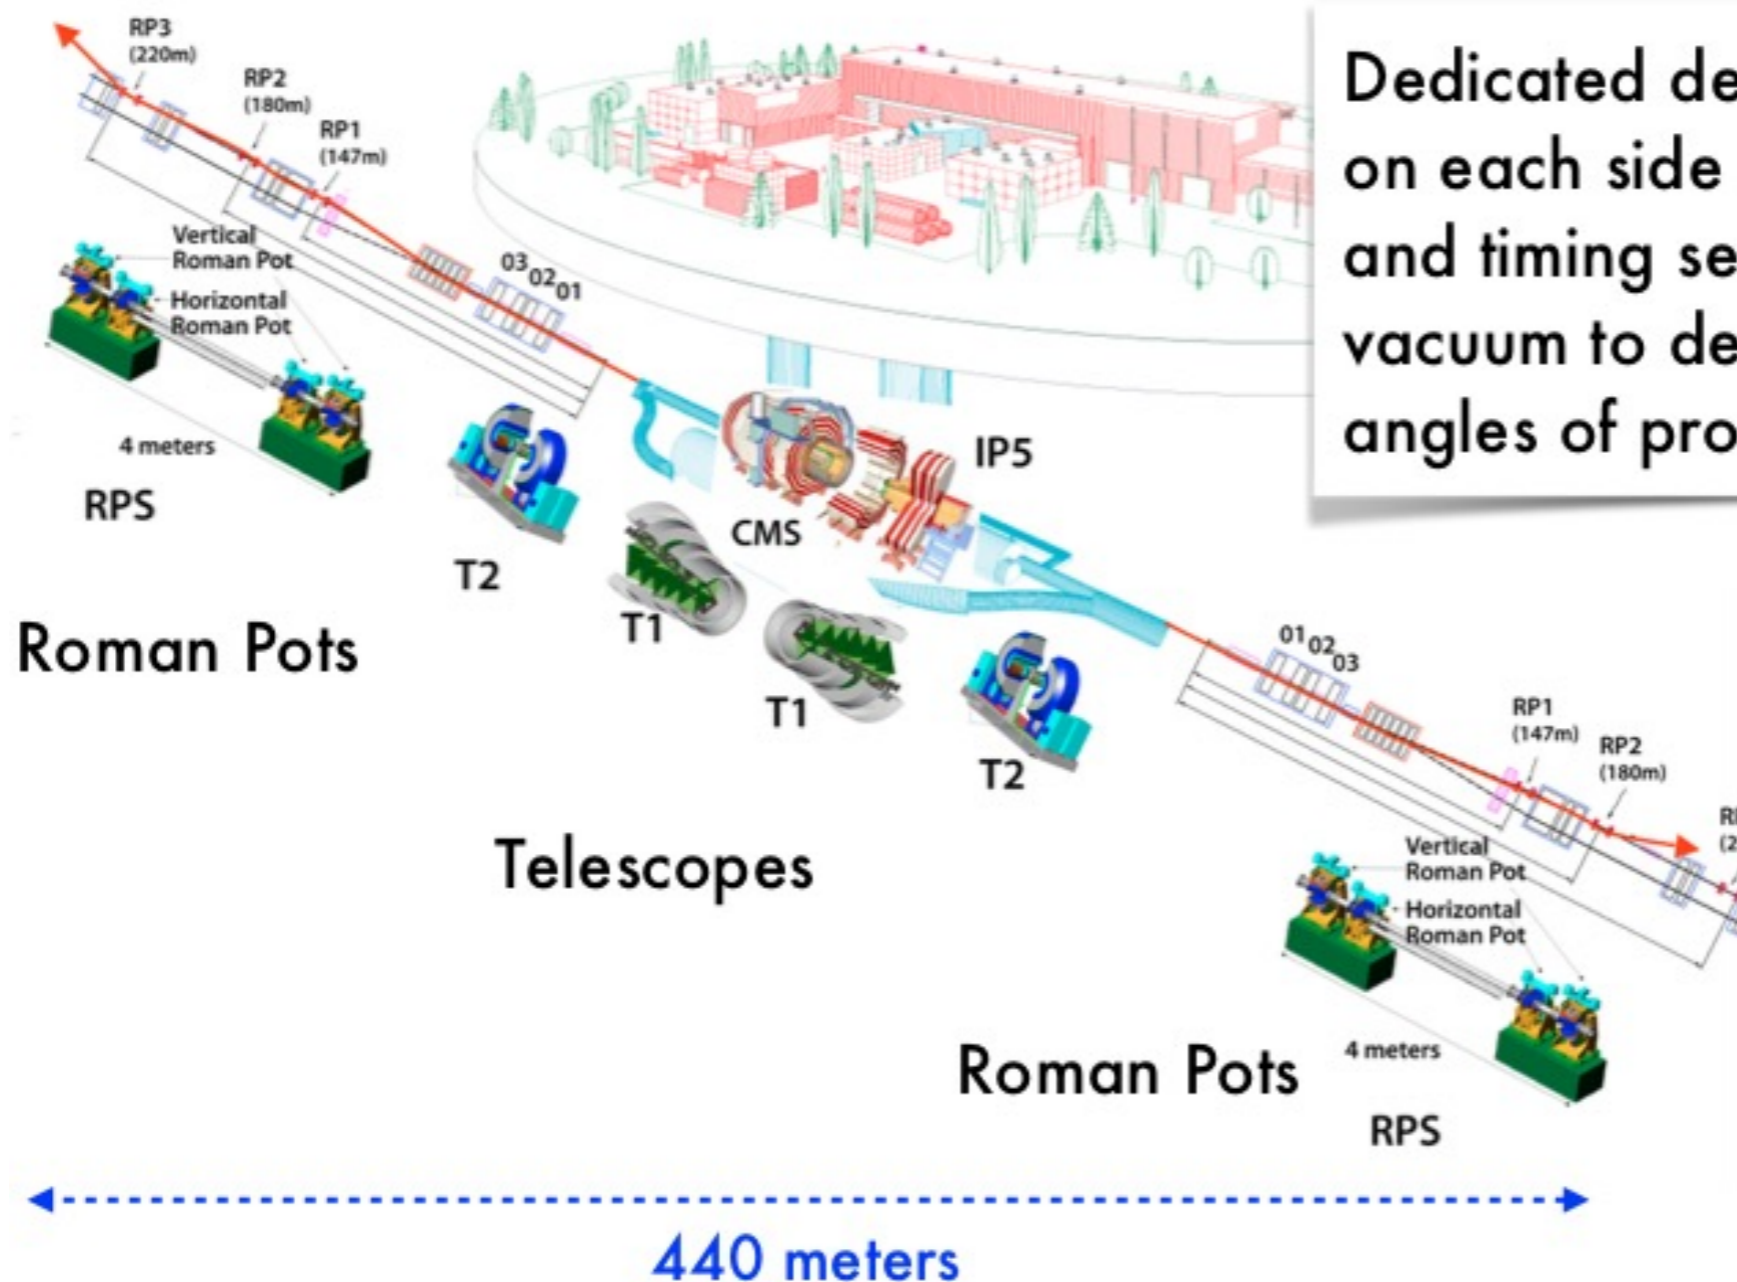 RP3
(220m)
RP2
(180m)
RP1
(147m)
Dedicated de
on each side
and timing se
vacuum to de
angles of pro
Vertical
Roman Pot
Horizontal
Roman Pot
03 02 01
4 meters
RPS
T2
T1
CMS
IP5
Roman Pots
T1
T2
01 02 03
RP1
(147m)
RP2
(180m)
Telescopes
Vertical
Roman Pot
Horizontal
Roman Pot
Roman Pots
4 meters
RPS
440 meters